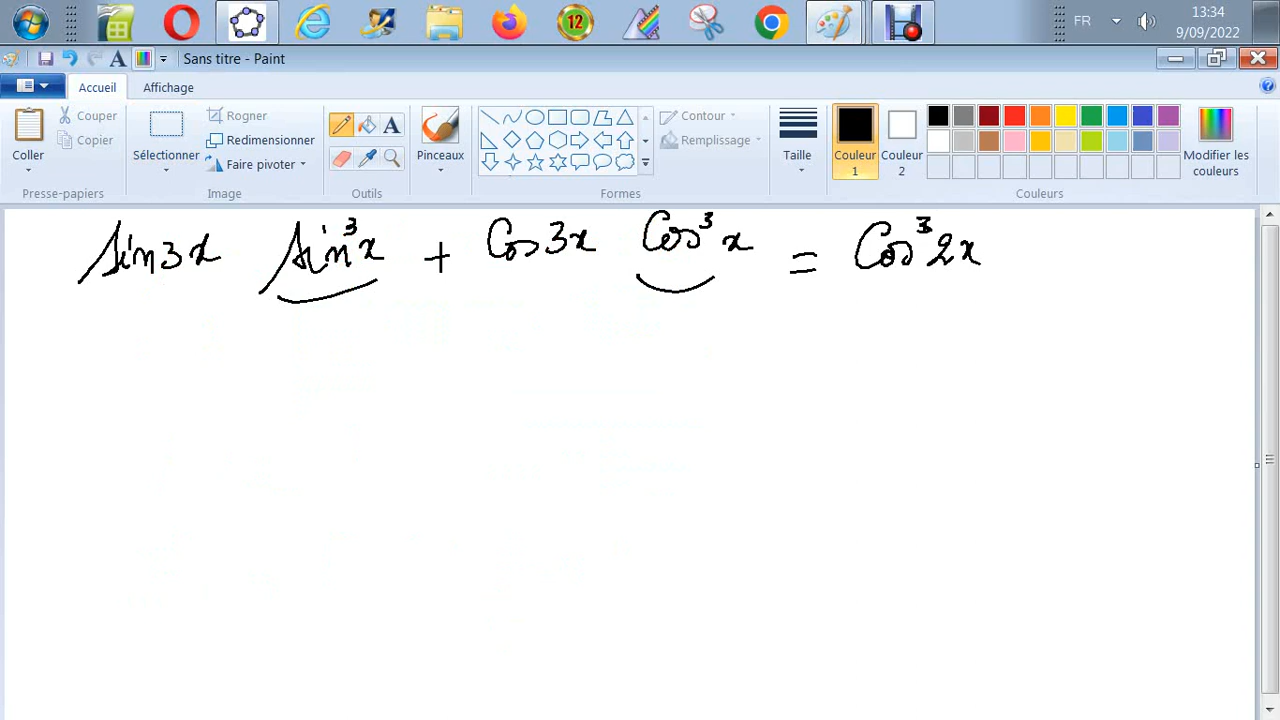 FR
13:34
9/09/2022
Sans titre - Paint
Accueil Affichage
Coller
Couper
Copier
Presse-papiers
Sélectionner
Rogner
Redimensionner
Faire pivoter
Image
A
Outils
Pinceaux
Contour
Remplissage
Formes
Taille
Couleur 1
Couleur 2
Modifier les couleurs
Couleurs
sin3x sin³x + Cos3x Cos³x = Cos³2x